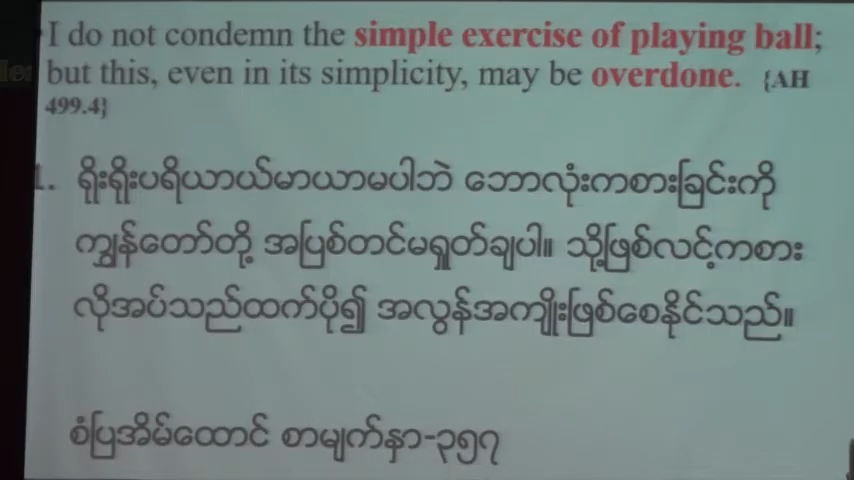 I do not condemn the simple exercise of playing ball;
but this, even in its simplicity, may be overdone. {AH
499.4}
1. ရိုးရိုးပရိယာယ်မာယာမပါဘဲ ဘောလုံးကစားခြင်းကို
ကျွန်တော်တို့ အပြစ်တင်မရှုတ်ချပါ။ သို့ဖြစ်လင့်ကစား
လိုအပ်သည်ထက်ပို၍ အလွန်အကျိုးဖြစ်စေနိုင်သည်။
စံပြအိမ်ထောင် စာမျက်နှာ-၃၅၇